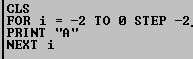 CLS
FOR i = -2 TO 0 STEP -2
PRINT "A"
NEXT i